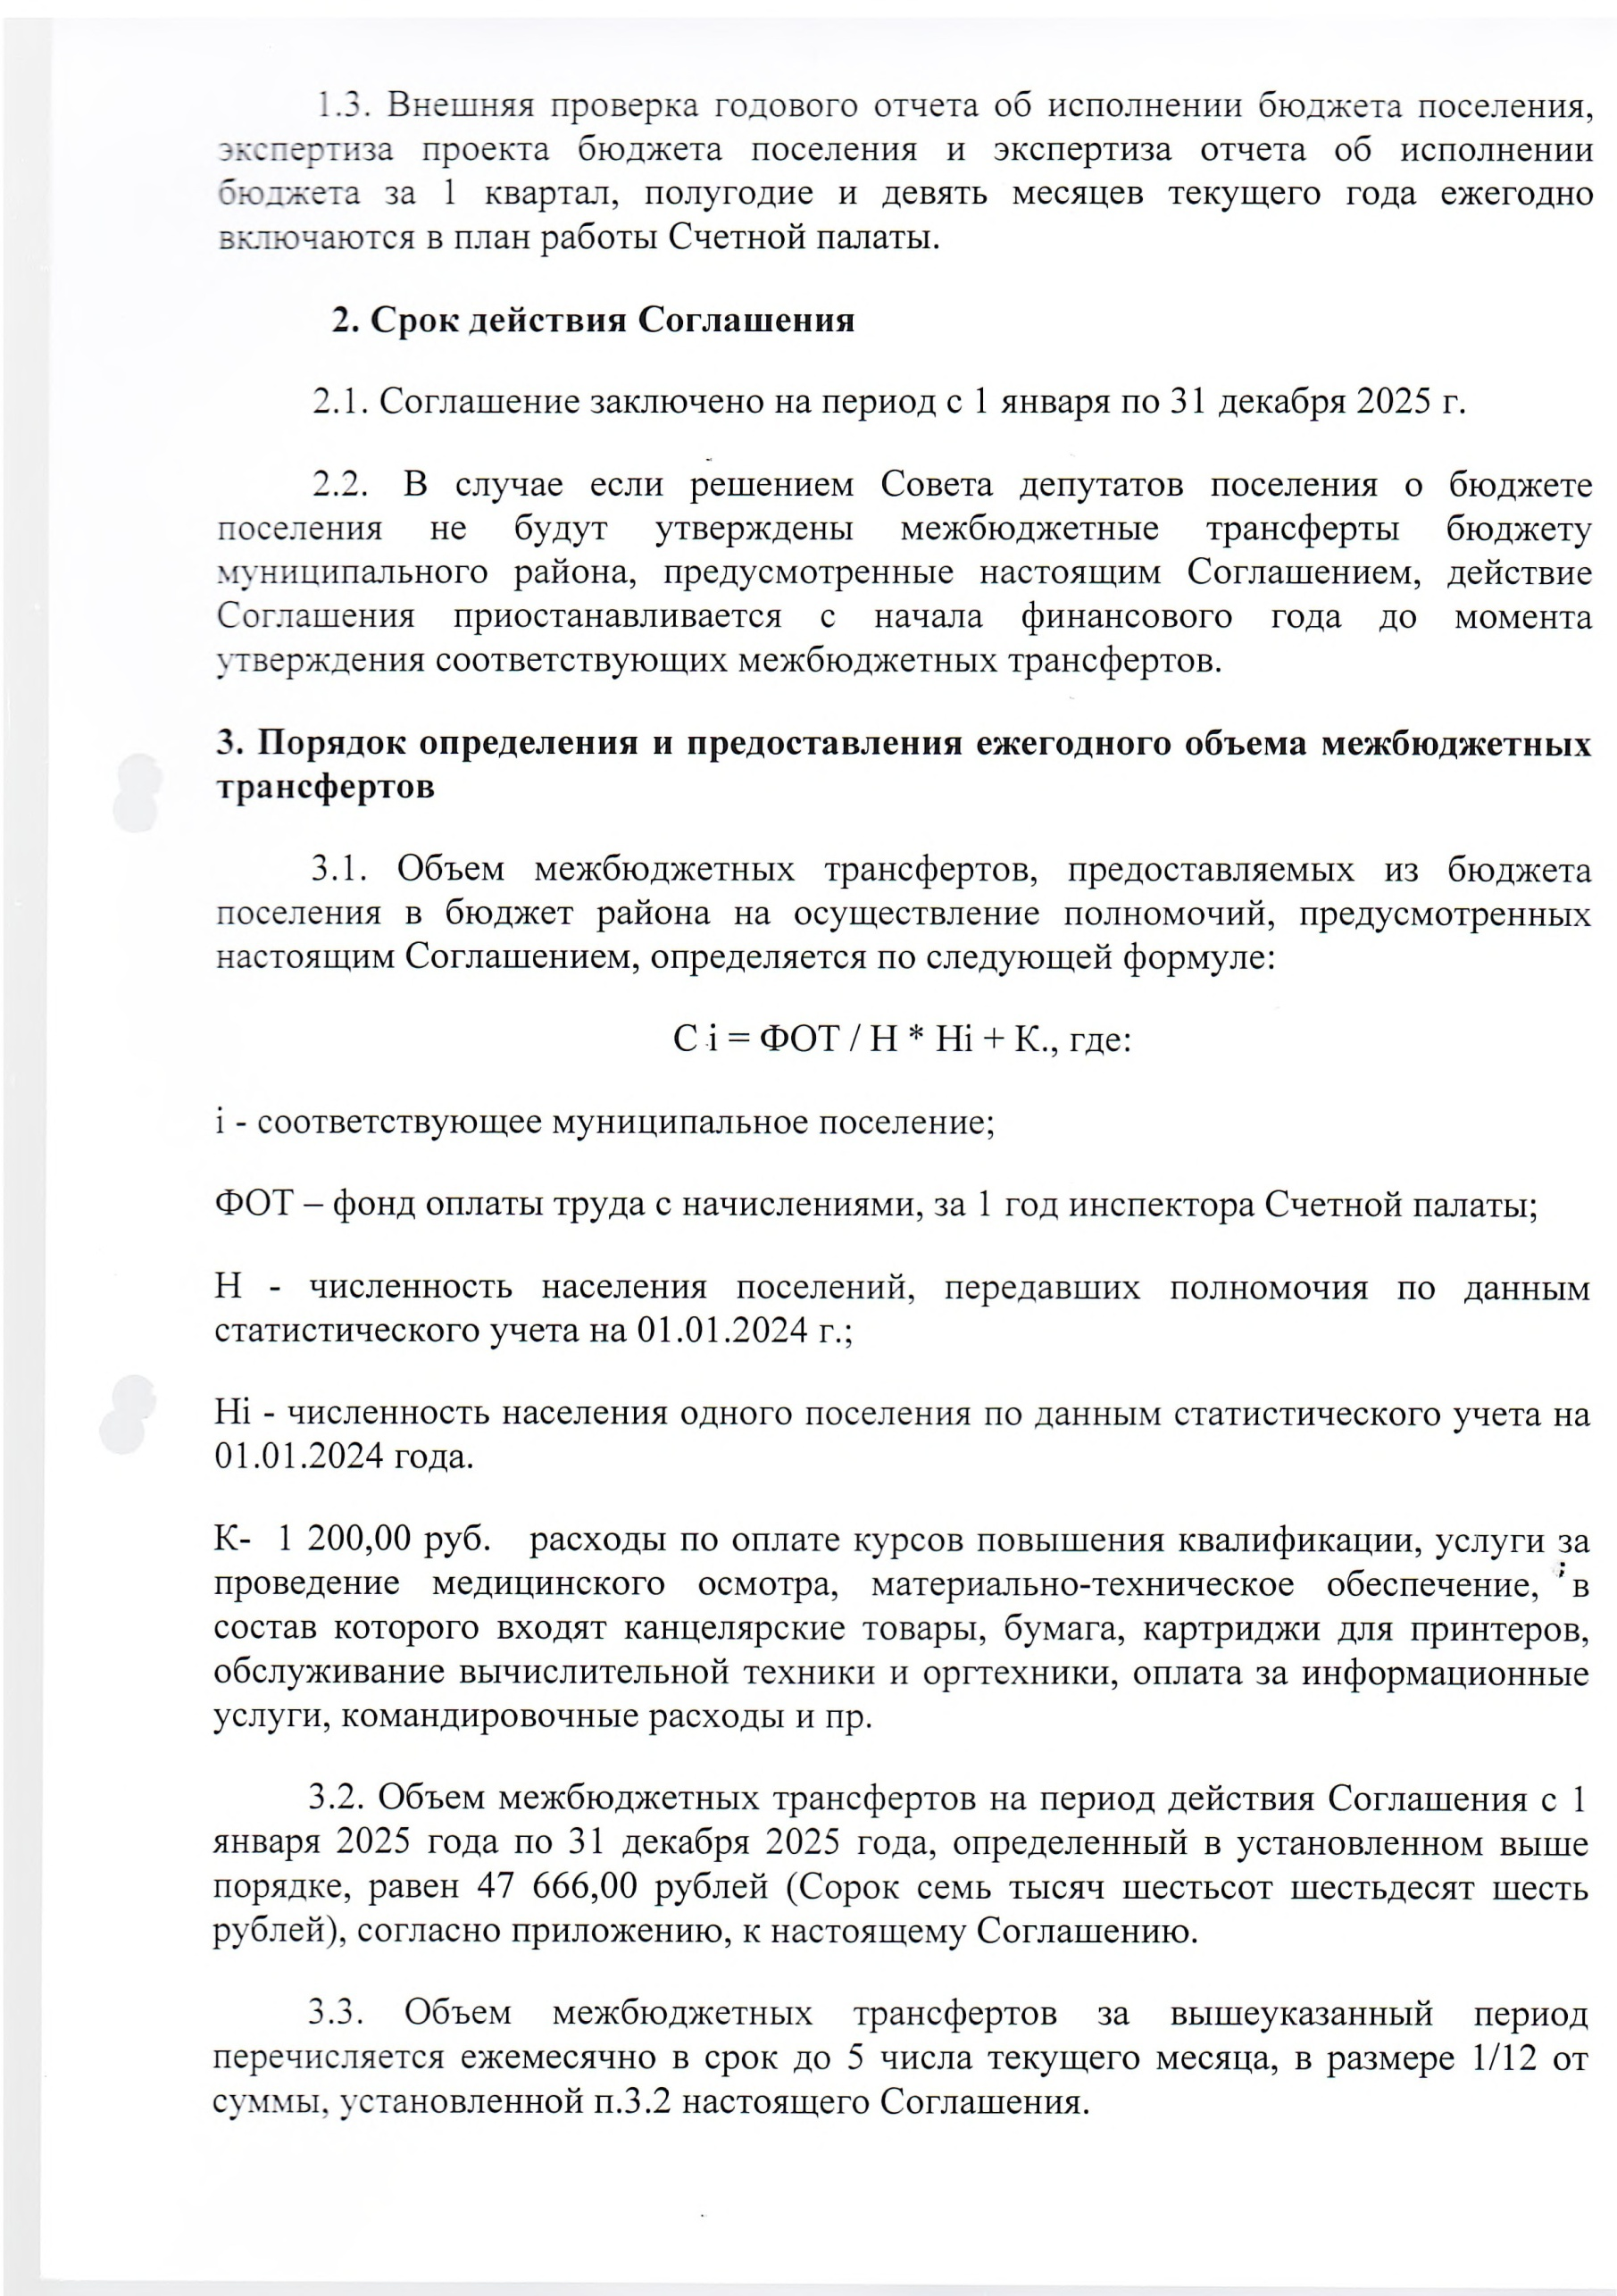 1.3. Внешняя проверка годового отчета об исполнении бюджета поселения,
экспертиза проекта бюджета поселения и экспертиза отчета об исполнении
бюджета за 1 квартал, полугодие и девять месяцев текущего года ежегодно
включаются в план работы Счетной палаты.
2. Срок действия Соглашения
2.1. Соглашение заключено на период с 1 января по 31 декабря 2025 г.
2.2. В случае если решением Совета депутатов поселения о бюджете
поселения не будут утверждены межбюджетные трансферты бюджету
муниципального района, предусмотренные настоящим Соглашением, действие
Соглашения приостанавливается с начала финансового года до момента
утверждения соответствующих межбюджетных трансфертов.
3. Порядок определения и предоставления ежегодного объема межбюджетных
трансфертов
3.1. Объем межбюджетных трансфертов, предоставляемых из бюджета
поселения в бюджет района на осуществление полномочий, предусмотренных
настоящим Соглашением, определяется по следующей формуле:
С i = ФОТ / Н * Нi + К., где:
i - соответствующее муниципальное поселение;
ФОТ – фонд оплаты труда с начислениями, за 1 год инспектора Счетной палаты;
Н - численность населения поселений, передавших полномочия по данным
статистического учета на 01.01.2024 г.;
Нi - численность населения одного поселения по данным статистического учета на
01.01.2024 года.
К- 1 200,00 руб. расходы по оплате курсов повышения квалификации, услуги за
проведение медицинского осмотра, материально-техническое обеспечение, в
состав которого входят канцелярские товары, бумага, картриджи для принтеров,
обслуживание вычислительной техники и оргтехники, оплата за информационные
услуги, командировочные расходы и пр.
3.2. Объем межбюджетных трансфертов на период действия Соглашения с 1
января 2025 года по 31 декабря 2025 года, определенный в установленном выше
порядке, равен 47 666,00 рублей (Сорок семь тысяч шестьсот шестьдесят шесть
рублей), согласно приложению, к настоящему Соглашению.
3.3. Объем межбюджетных трансфертов за вышеуказанный период
перечисляется ежемесячно в срок до 5 числа текущего месяца, в размере 1/12 от
суммы, установленной п.3.2 настоящего Соглашения.